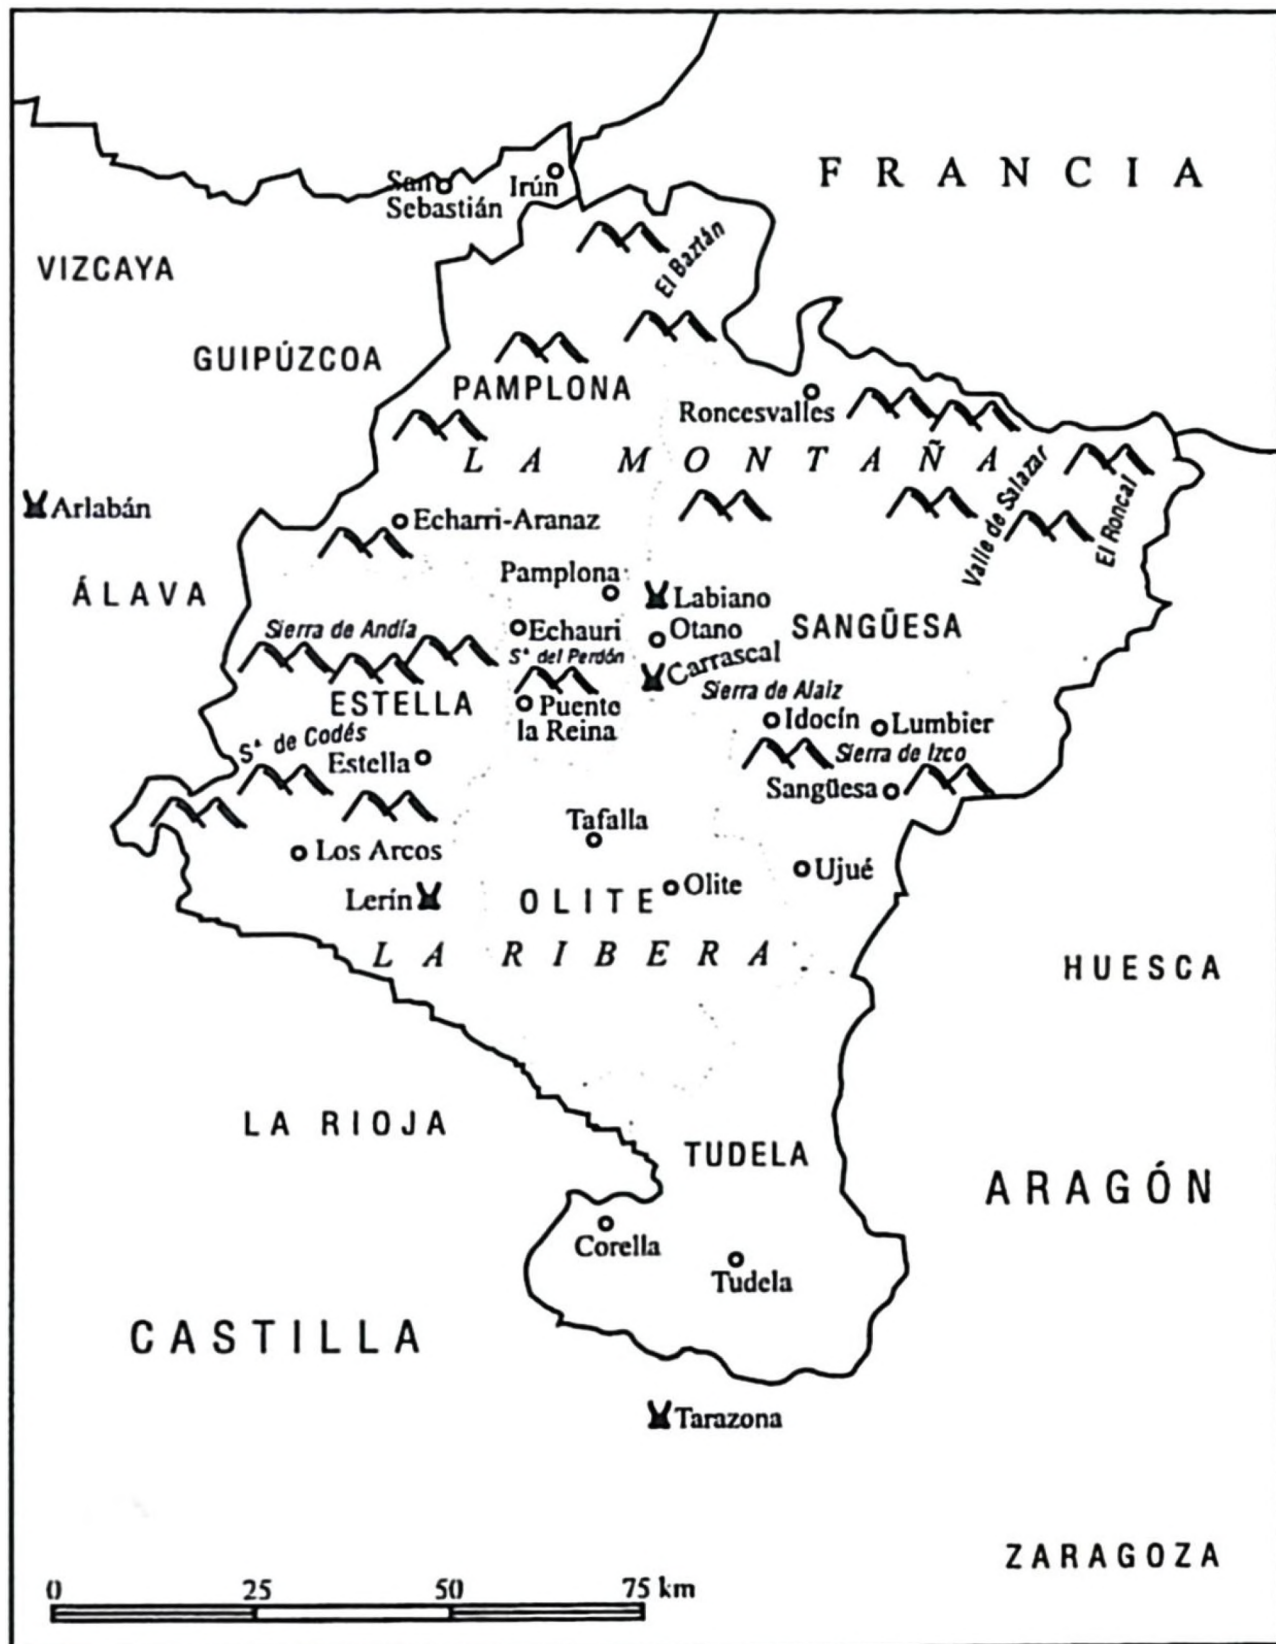 FRANCIA
San
Sebastián
Irún
VIZCAYA
El Baztán
GUIPÚZCOA
PAMPLONA
Roncesvalles
LA MONTAÑA
Valle de Salazar
El Roncal
Arlabán
Echarri-Aranaz
ÁLAVA
Pamplona
Labiano
Sierra de Andía
Echauri
Otano
SANGÜESA
Sª del Perdón
Carrascal
Sierra de Alaiz
ESTELLA
Puente
la Reina
Idocín
Lumbier
Sª de Codés
Estella
Sierra de Izco
Sangüesa
Tafalla
Los Arcos
Ujué
Lerín
OLITE
Olite
LA RIBERA
HUESCA
LA RIOJA
TUDELA
ARAGÓN
Corella
Tudela
CASTILLA
Tarazona
ZARAGOZA
0 25 50 75 km